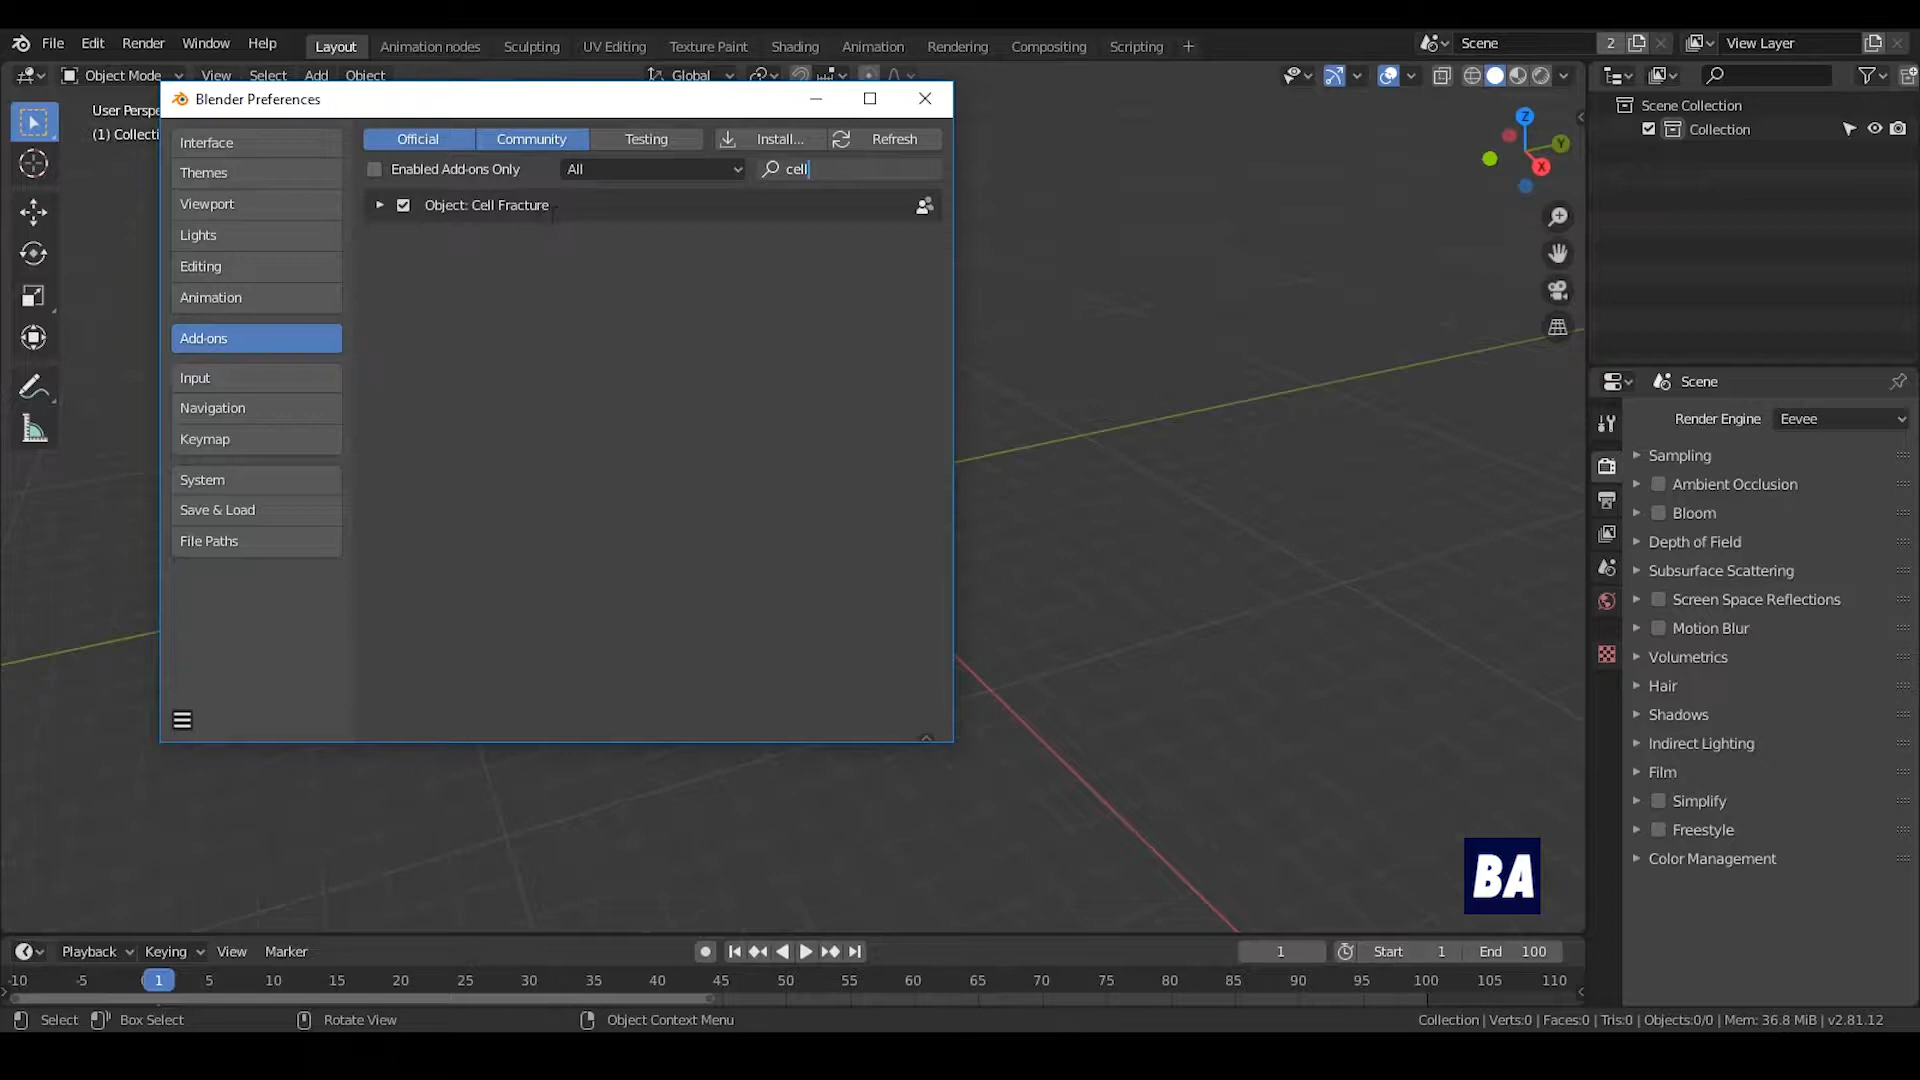 File Edit Render Window Help Layout Animation nodes Sculpting UV Editing Texture Paint Shading Animation Rendering Compositing Scripting + Scene 2 View Layer
Object Mode View Select Add Object Global
User Persp
(1) Collecti
Blender Preferences
Interface
Themes
Viewport
Lights
Editing
Animation
Add-ons
Input
Navigation
Keymap
System
Save & Load
File Paths
Official Community Testing Install... Refresh
Enabled Add-ons Only All cell
Object: Cell Fracture
Z
Y
X
Scene Collection
Collection
Scene
Render Engine Eevee
Sampling
Ambient Occlusion
Bloom
Depth of Field
Subsurface Scattering
Screen Space Reflections
Motion Blur
Volumetrics
Hair
Shadows
Indirect Lighting
Film
Simplify
Freestyle
Color Management
BA
Playback Keying View Marker 1 Start 1 End 100
-10 -5 1 5 10 15 20 25 30 35 40 45 50 55 60 65 70 75 80 85 90 95 100 105 110
Select Box Select Rotate View Object Context Menu Collection | Verts:0 | Faces:0 | Tris:0 | Objects:0/0 | Mem: 36.8 MiB | v2.81.12